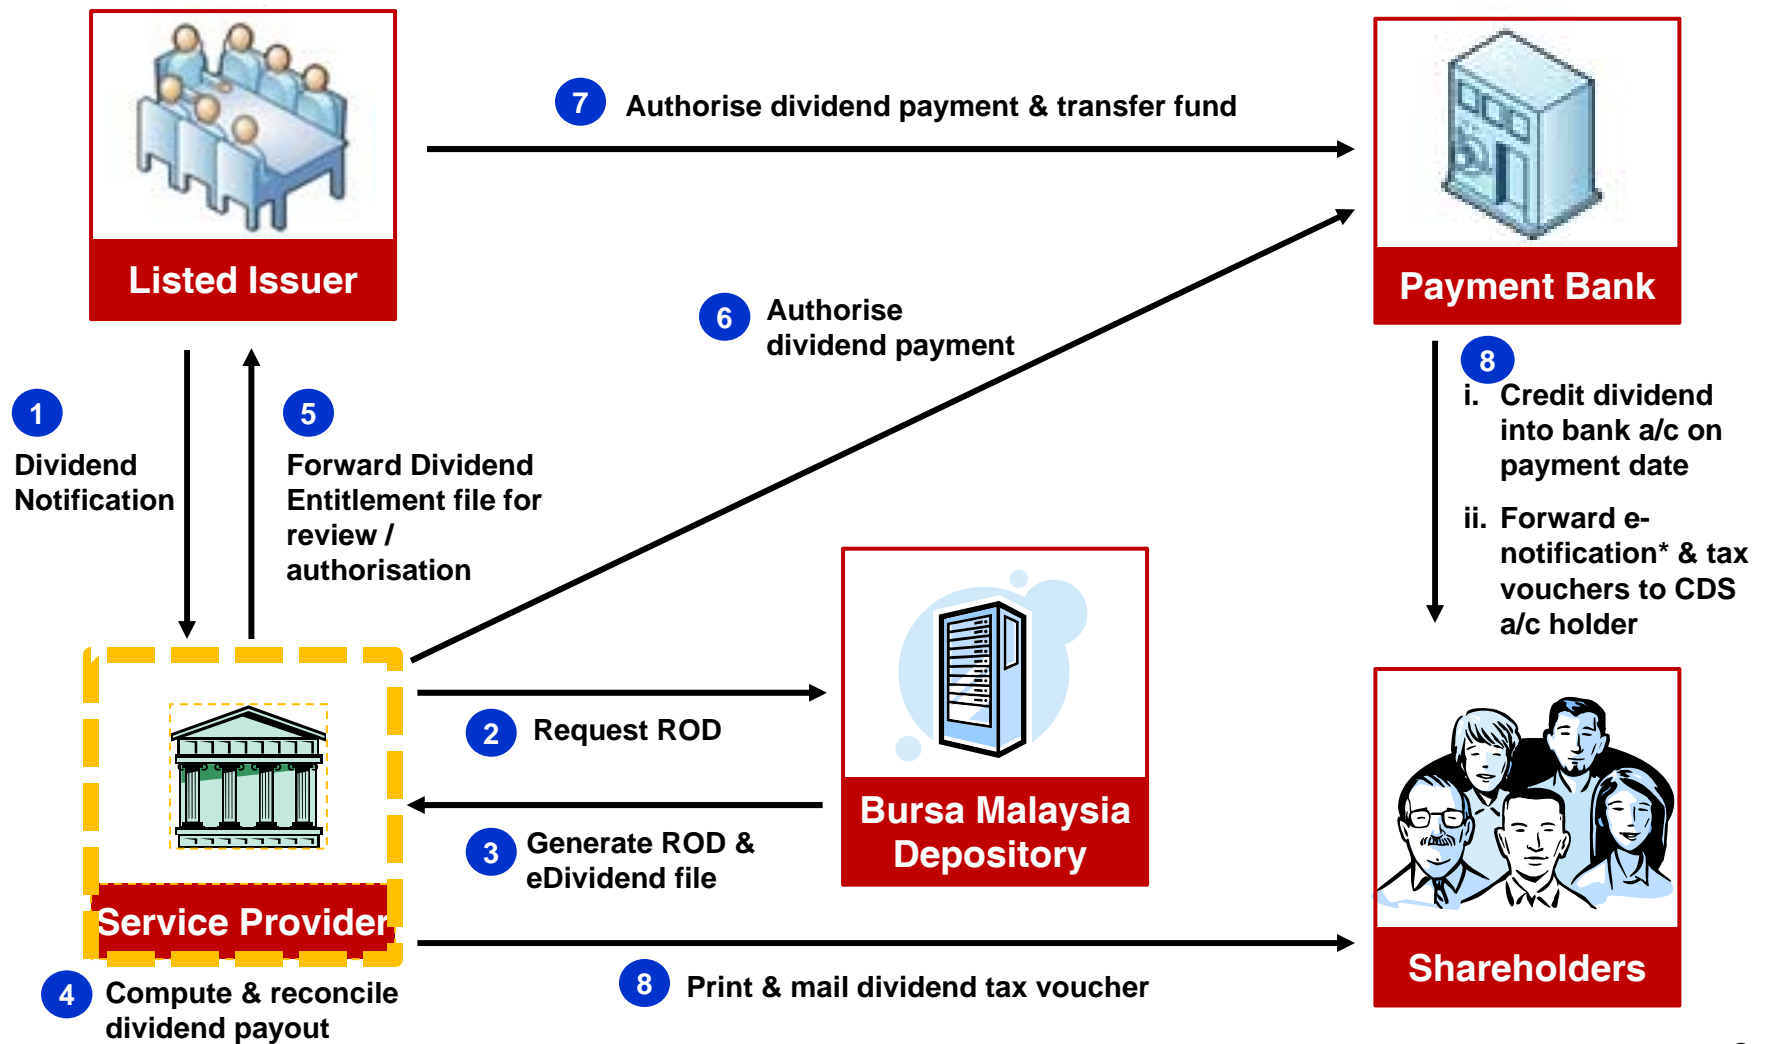 7
Authorise dividend payment & transfer fund
Listed Issuer
Payment Bank
6
Authorise
dividend payment
8
i. Credit dividend
into bank a/c on
payment date
ii. Forward e-
notification* & tax
vouchers to CDS
a/c holder
1
Dividend
Notification
5
Forward Dividend
Entitlement file for
review /
authorisation
2
Request ROD
3
Generate ROD &
eDividend file
Bursa Malaysia
Depository
Service Provider
4
Compute & reconcile
dividend payout
8
Print & mail dividend tax voucher
Shareholders